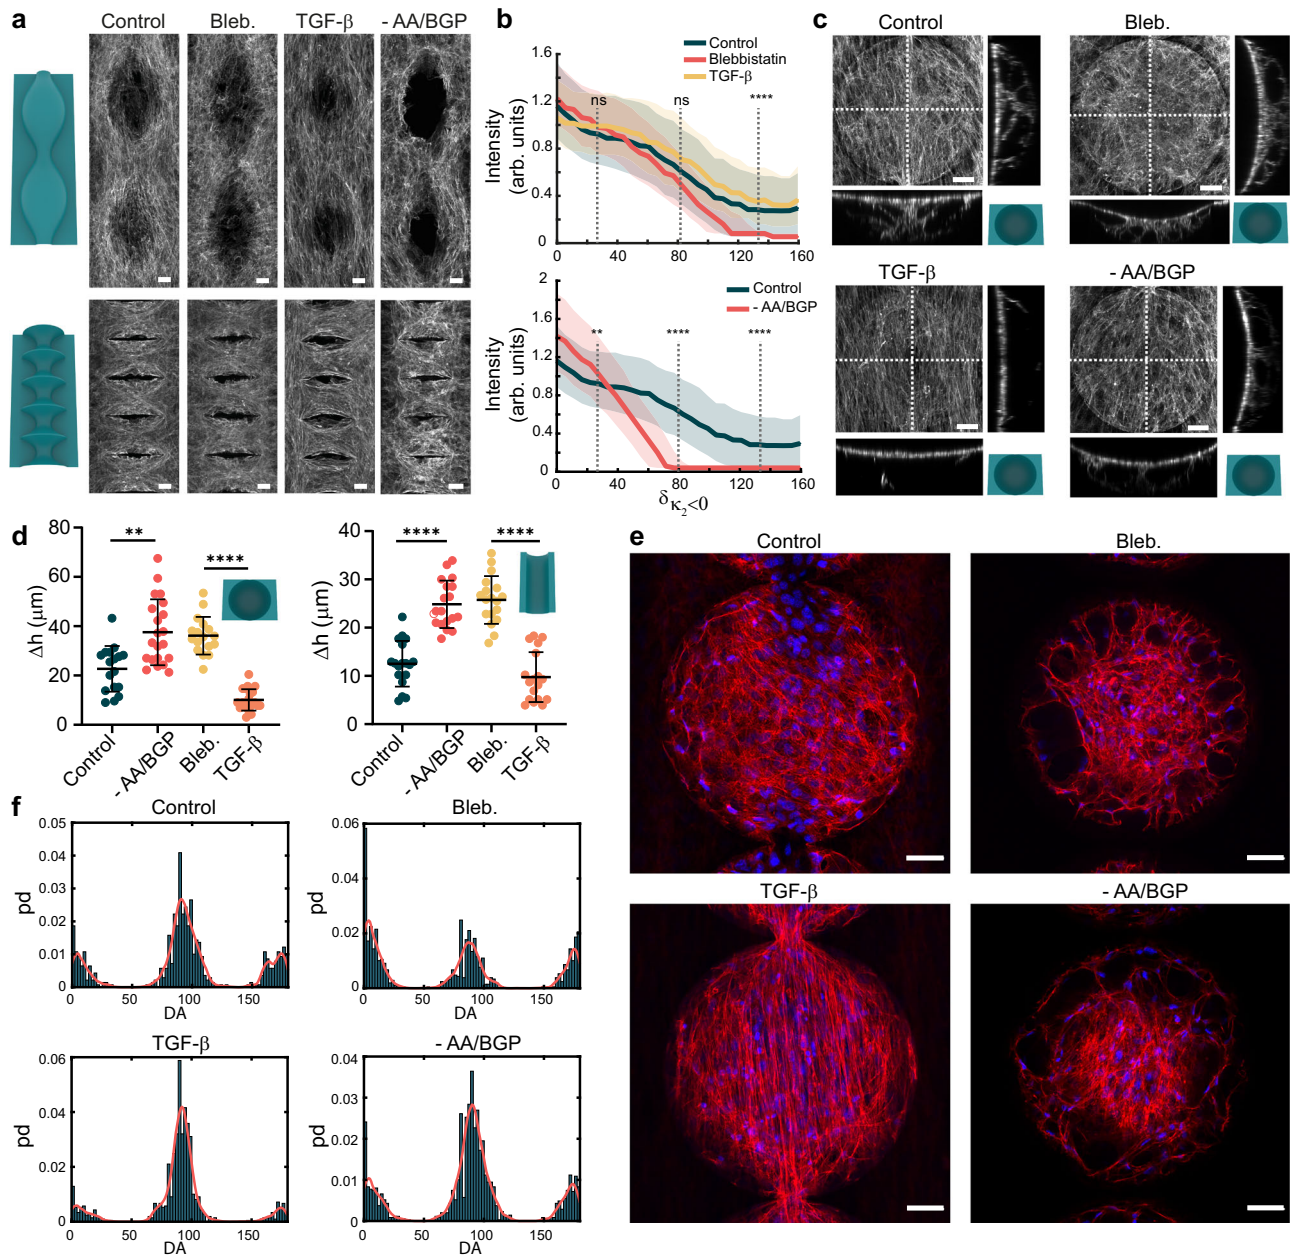 a
Control
Bleb.
TGF-β
- AA/BGP
b
Intensity
(arb. units)
1.6
1.2
0.8
0.4
0
Control
Blebbistatin
TGF-β
ns
ns
****
0
40
80
120
160
Intensity
(arb. units)
2
1.6
1.2
0.8
0.4
0
Control
- AA/BGP
**
****
****
0
40
80
120
160
δκ₂<0
c
Control
Bleb.
TGF-β
- AA/BGP
d
Δh (μm)
80
60
40
20
0
**
****
Control
- AA/BGP
Bleb.
TGF-β
Δh (μm)
40
30
20
10
0
****
****
Control
- AA/BGP
Bleb.
TGF-β
e
Control
Bleb.
TGF-β
- AA/BGP
f
Control
pd
0.05
0.04
0.03
0.02
0.01
0
0
50
100
150
DA
Bleb.
0.06
0.04
0.02
0
0
50
100
150
DA
TGF-β
pd
0.06
0.04
0.02
0
0
50
100
150
DA
- AA/BGP
0.04
0.03
0.02
0.01
0
0
50
100
150
DA